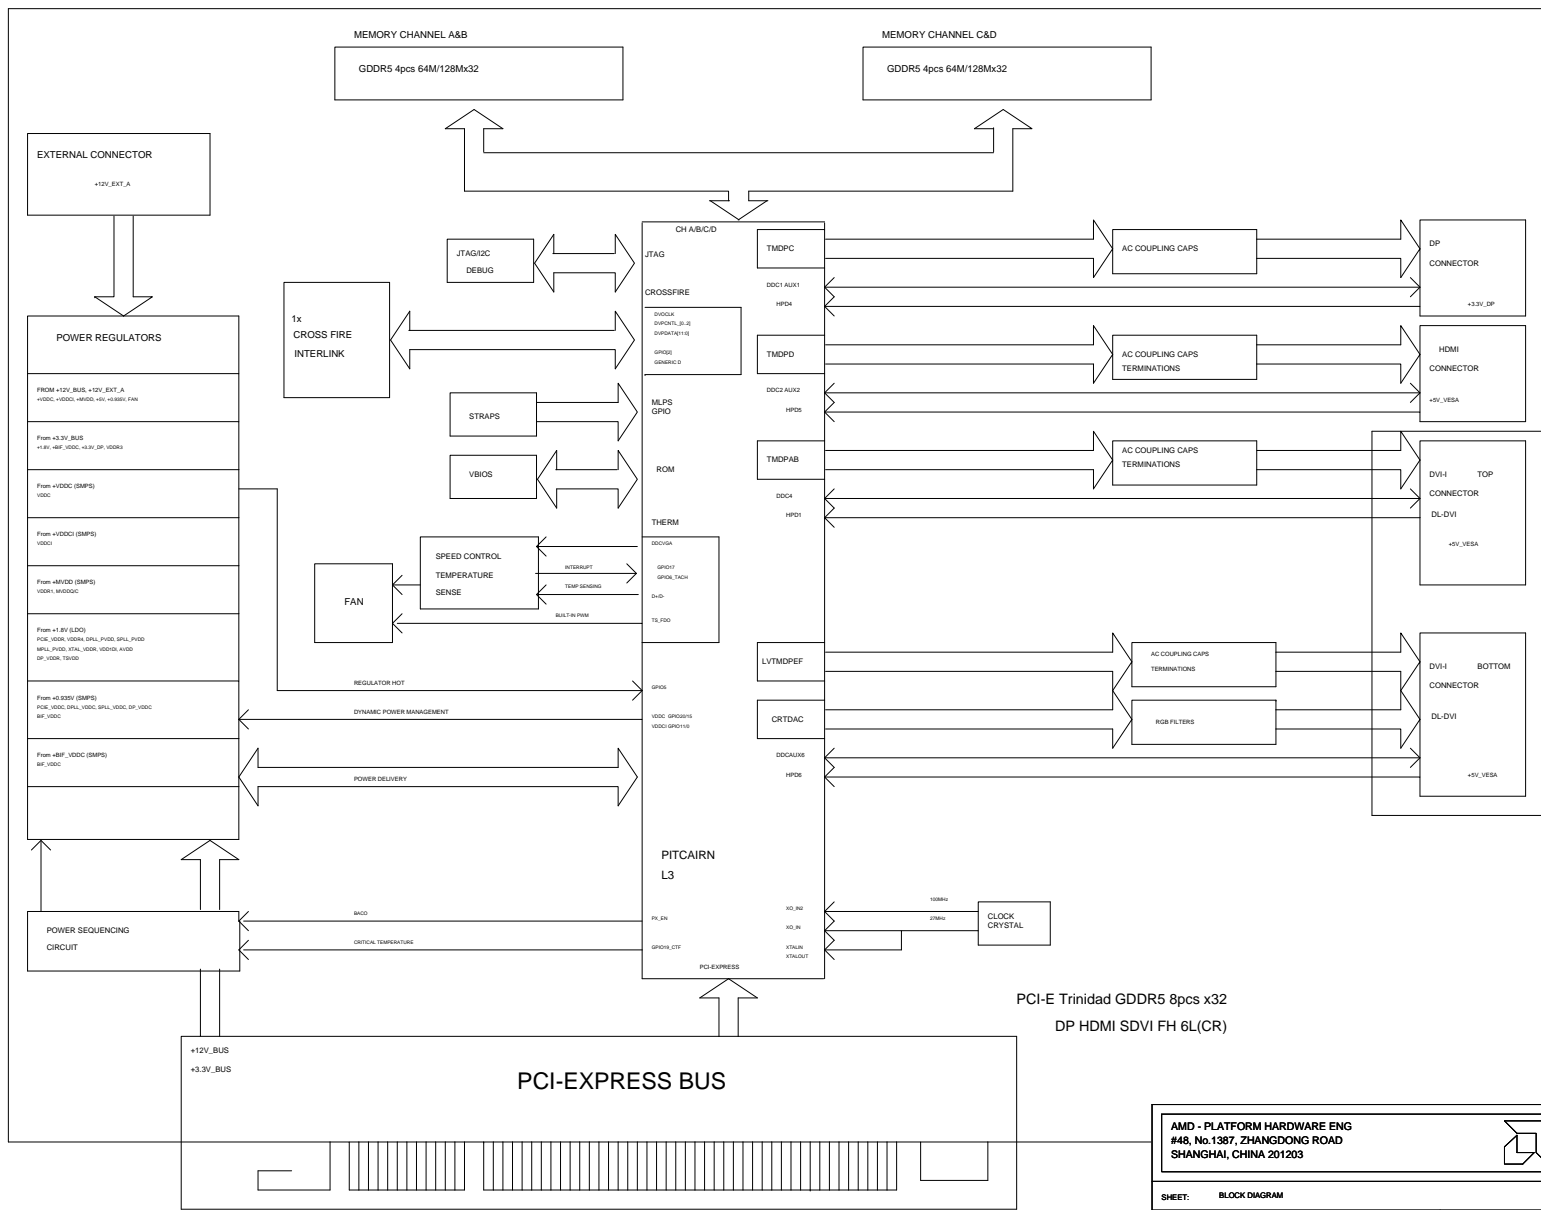 MEMORY CHANNEL A&B
GDDR5 4pcs 64M/128Mx32
MEMORY CHANNEL C&D
GDDR5 4pcs 64M/128Mx32
EXTERNAL CONNECTOR
+12V_EXT_A
POWER REGULATORS
FROM +12V_BUS, +12V_EXT_A
+VDDC, +VDDCI, +MVDD, +5V, +0.935V, FAN
From +3.3V_BUS
+1.8V, +BIF_VDDC, +3.3V_DP, VDDR3
From +VDDC (SMPS)
VDDC
From +VDDCI (SMPS)
VDDCI
From +MVDD (SMPS)
VDDR1, MVDDQ/C
From +1.8V (LDO)
PCIE_VDDR, VDDR4, DPLL_PVDD, SPLL_PVDD
MPLL_PVDD, XTAL_VDDR, VDD1DI, AVDD
DP_VDDR, TSVDD
From +0.935V (SMPS)
PCIE_VDDC, DPLL_VDDC, SPLL_VDDC, DP_VDDC
BIF_VDDC
From +BIF_VDDC (SMPS)
BIF_VDDC
POWER SEQUENCING
CIRCUIT
JTAG/I2C
DEBUG
1x
CROSS FIRE
INTERLINK
STRAPS
VBIOS
SPEED CONTROL
TEMPERATURE
SENSE
FAN
INTERRUPT
TEMP SENSING
BUILT-IN PWM
REGULATOR HOT
DYNAMIC POWER MANAGEMENT
POWER DELIVERY
BACO
CRITICAL TEMPERATURE
CH A/B/C/D
JTAG
CROSSFIRE
DVOCLK
DVPCNTL_[0..2]
DVPDATA[11:0]
GPIO[2]
GENERIC D
MLPS
GPIO
ROM
THERM
DDCVGA
GPIO17
GPIO6_TACH
D+/D-
TS_FDO
GPIO5
VDDC GPIO20/15
VDDCI GPIO11/0
PITCAIRN
L3
PX_EN
GPIO19_CTF
PCI-EXPRESS
TMDPC
DDC1 AUX1
HPD4
TMDPD
DDC2 AUX2
HPD5
TMDPAB
DDC4
HPD1
LVTMDPEF
CRTDAC
DDCAUX6
HPD6
XO_IN2
XO_IN
XTALIN
XTALOUT
100MHz
27MHz
CLOCK
CRYSTAL
AC COUPLING CAPS
AC COUPLING CAPS
TERMINATIONS
AC COUPLING CAPS
TERMINATIONS
AC COUPLING CAPS
TERMINATIONS
RGB FILTERS
DP
CONNECTOR
+3.3V_DP
HDMI
CONNECTOR
+5V_VESA
DVI-I TOP
CONNECTOR
DL-DVI
+5V_VESA
DVI-I BOTTOM
CONNECTOR
DL-DVI
+5V_VESA
PCI-E Trinidad GDDR5 8pcs x32
DP HDMI SDVI FH 6L(CR)
+12V_BUS
+3.3V_BUS
PCI-EXPRESS BUS
AMD - PLATFORM HARDWARE ENG
#48, No.1387, ZHANGDONG ROAD
SHANGHAI, CHINA 201203
SHEET: BLOCK DIAGRAM